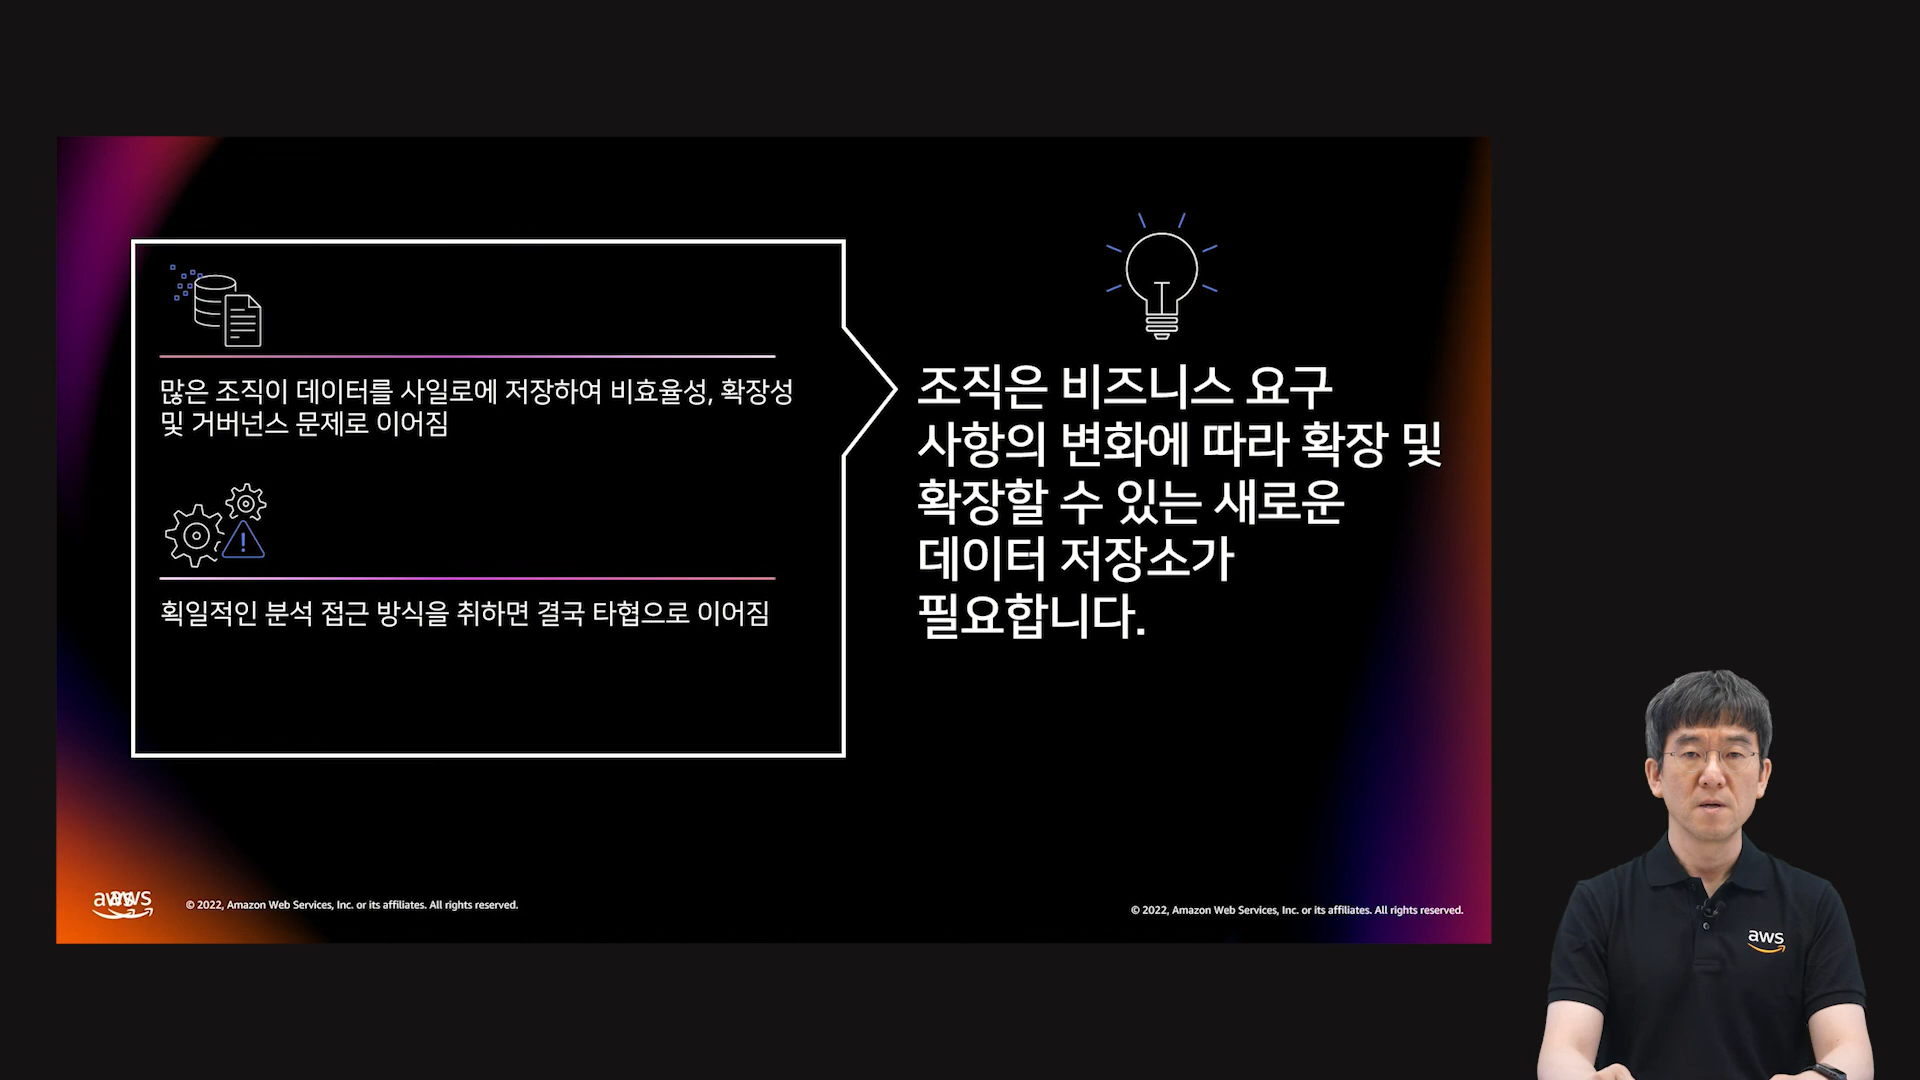 많은 조직이 데이터를 사일로에 저장하여 비효율성, 확장성
및 거버넌스 문제로 이어짐
획일적인 분석 접근 방식을 취하면 결국 타협으로 이어짐
조직은 비즈니스 요구
사항의 변화에 따라 확장 및
확장할 수 있는 새로운
데이터 저장소가
필요합니다.
aws
aws
© 2022, Amazon Web Services, Inc. or its affiliates. All rights reserved.
© 2022, Amazon Web Services, Inc. or its affiliates. All rights reserved.
aws